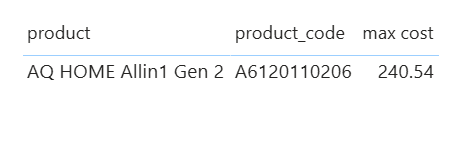 product product_code max cost
AQ HOME Allin1 Gen 2 A6120110206 240.54